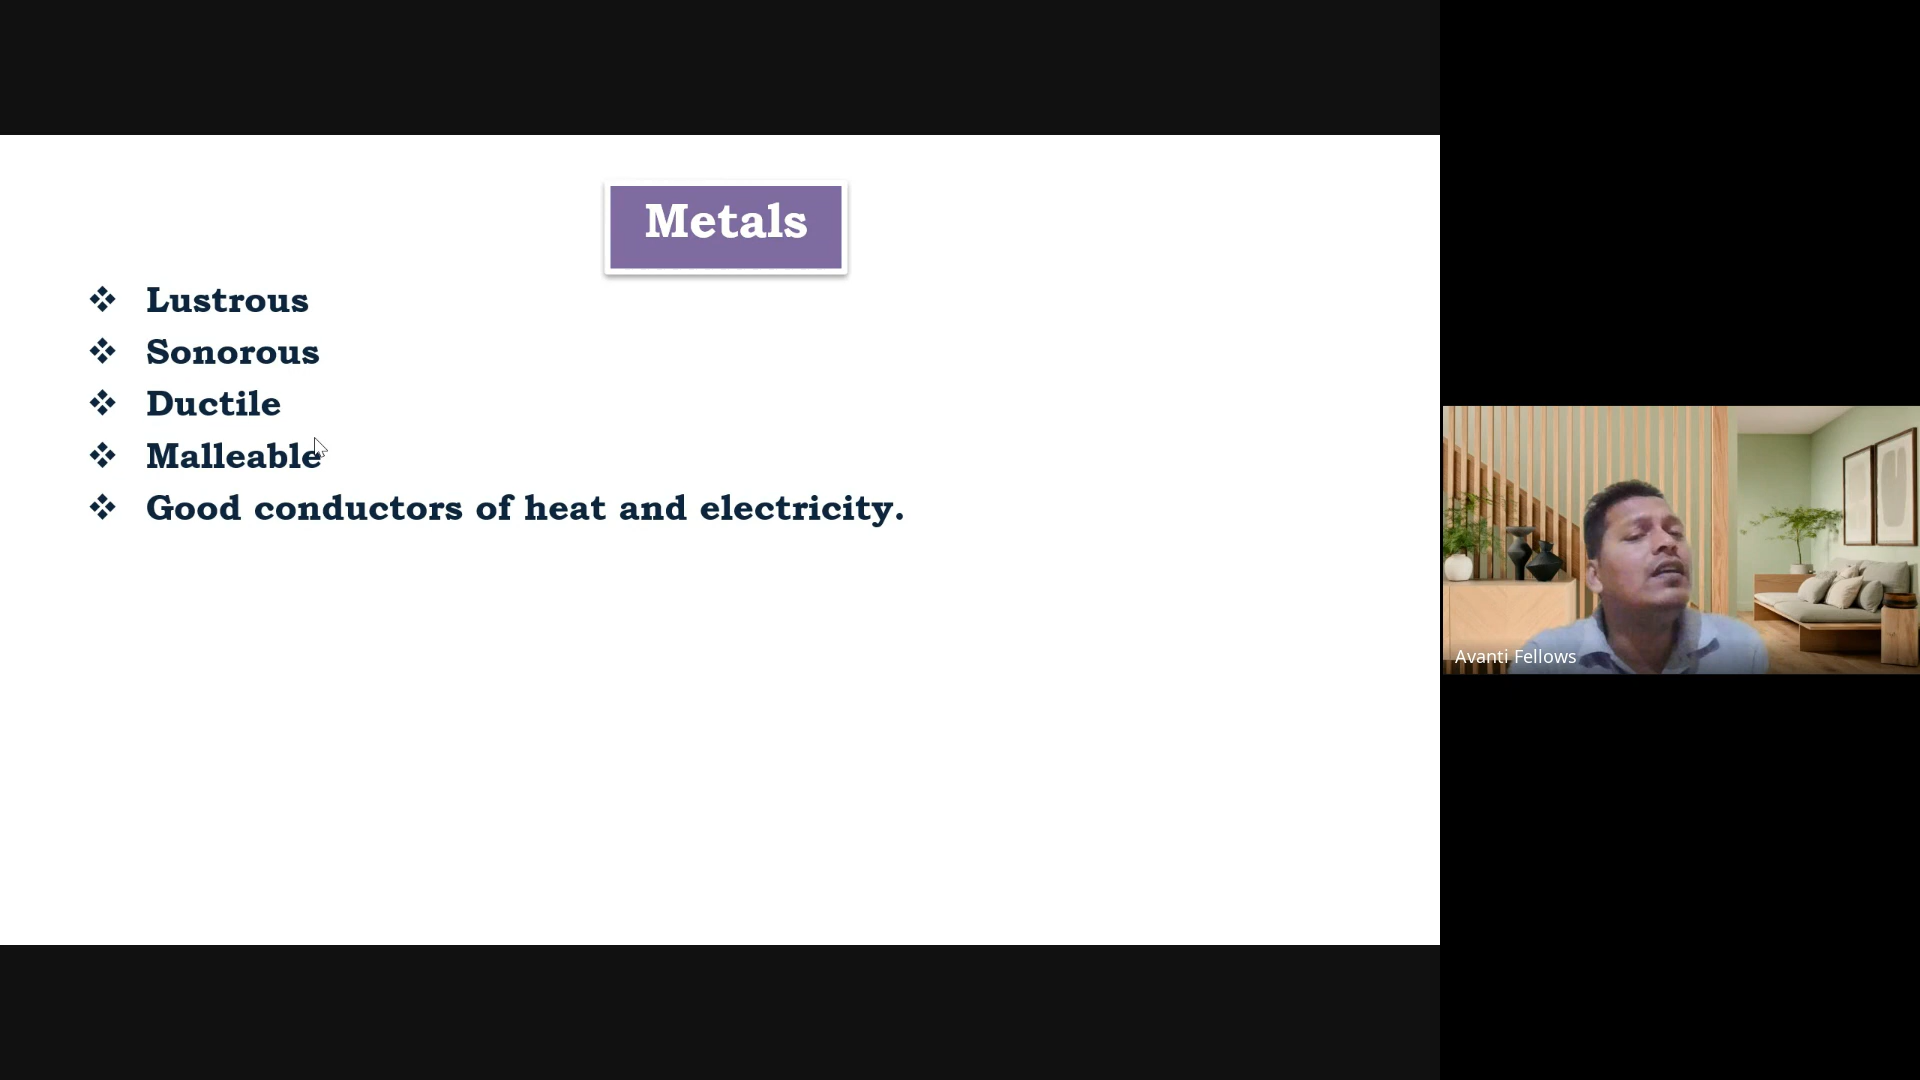 Metals
❖ Lustrous
❖ Sonorous
❖ Ductile
❖ Malleable
❖ Good conductors of heat and electricity.
Avanti Fellows